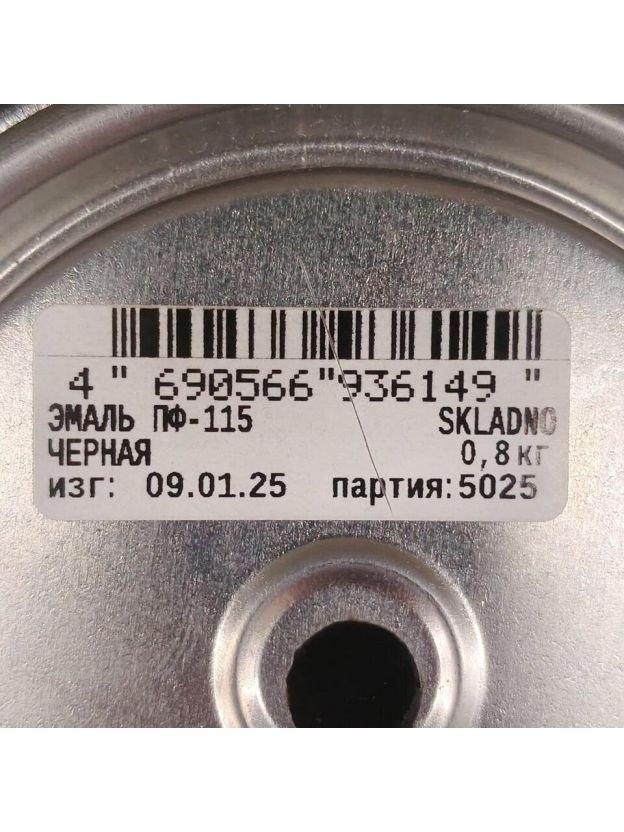 4 " 690566 "936149 "
ЭМАЛЬ ПФ-115 SKLADNO
ЧЕРНАЯ 0,8 кг
изг: 09.01.25 партия: 5025